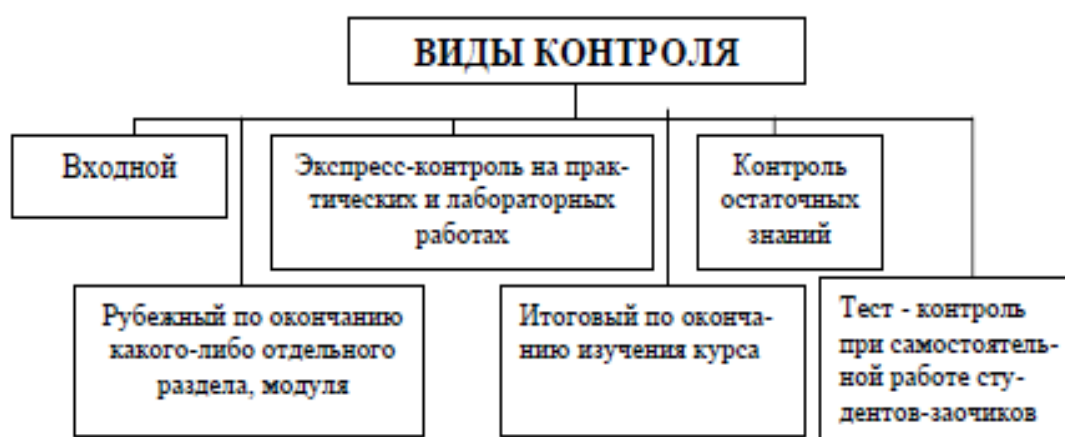 ВИДЫ КОНТРОЛЯ
Входной
Экспресс-контроль на прак-
тических и лабораторных
работах
Контроль
остаточных
знаний
Рубежный по окончанию
какого-либо отдельного
раздела, модуля
Итоговый по оконча-
нию изучения курса
Тест - контроль
при самостоятель-
ной работе сту-
дентов-заочиков